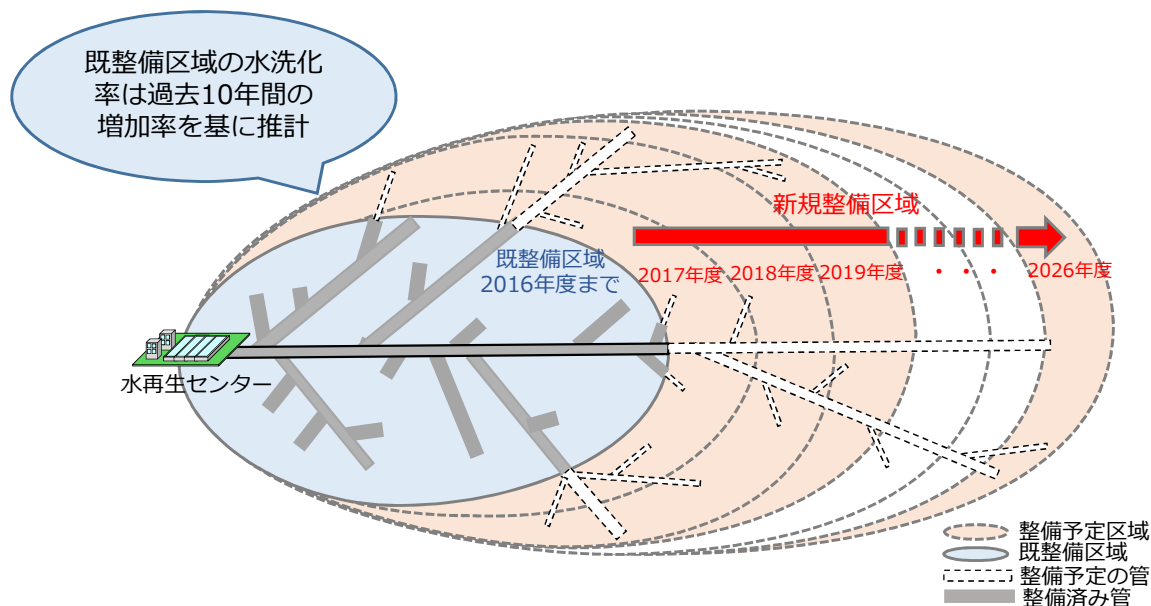 既整備区域の水洗化
率は過去10年間の
増加率を基に推計
新規整備区域
既整備区域
2016年度まで
2017年度
2018年度
2019年度
・・・
2026年度
水再生センター
整備予定区域
既整備区域
整備予定の管
整備済み管